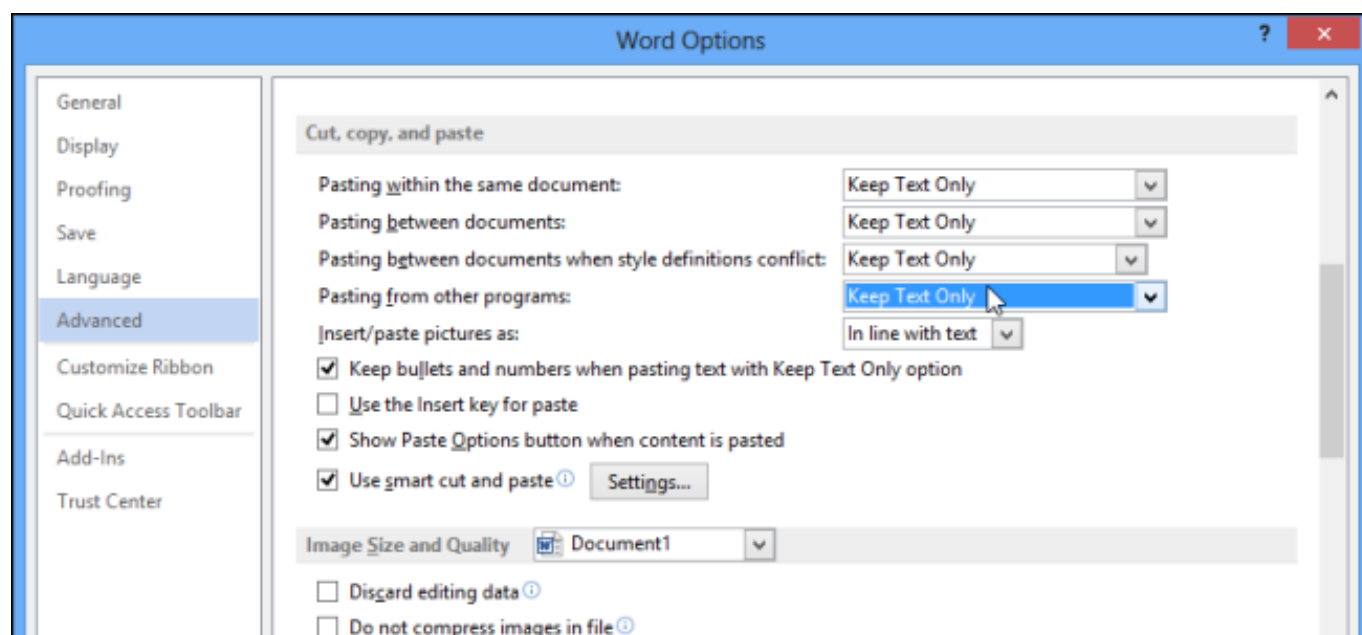 Word Options
?
General
Display
Proofing
Save
Language
Advanced
Customize Ribbon
Quick Access Toolbar
Add-Ins
Trust Center
Cut, copy, and paste
Pasting within the same document: Keep Text Only
Pasting between documents: Keep Text Only
Pasting between documents when style definitions conflict: Keep Text Only
Pasting from other programs: Keep Text Only
Insert/paste pictures as: In line with text
Keep bullets and numbers when pasting text with Keep Text Only option
Use the Insert key for paste
Show Paste Options button when content is pasted
Use smart cut and paste Settings...
Image Size and Quality Document1
Discard editing data
Do not compress images in file